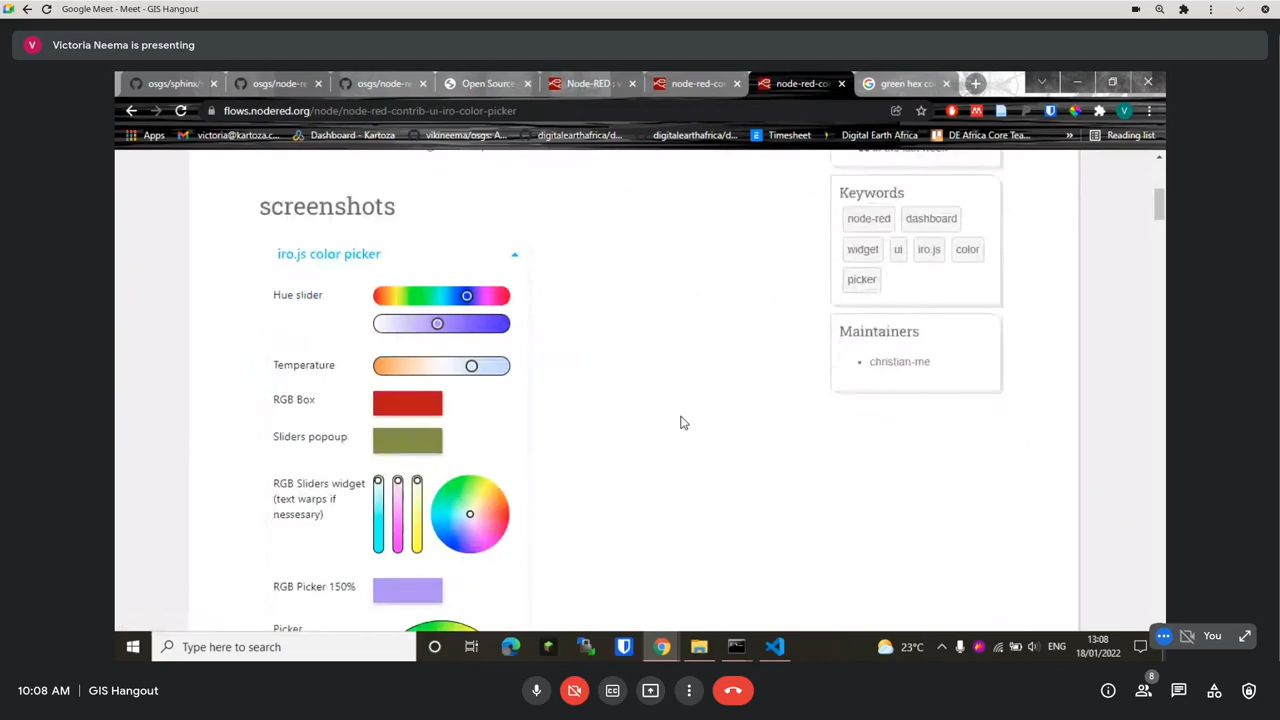 Google Meet - Meet - GIS Hangout
V Victoria Neema is presenting
osgs/sphinx/
osgs/node-re
osgs/node-re
Open Source
Node-RED : v
node-red-co
node-red-co
green hex co
flows.nodered.org/node/node-red-contrib-ui-iro-color-picker
V
Apps
victoria@kartoza.c...
Dashboard - Kartoza
vikineema/osgs: A...
digitalearthafrica/d...
digitalearthafrica/d...
Timesheet
Digital Earth Africa
DE Africa Core Tea...
»
Reading list
screenshots
iro.js color picker
Hue slider
Temperature
RGB Box
Sliders popup
RGB Sliders widget
(text warps if
nessesary)
RGB Picker 150%
Picker
Keywords
node-red
dashboard
widget
ui
iro.js
color
picker
Maintainers
christian-me
Type here to search
23°C
ENG
13:08
18/01/2022
You
10:08 AM
GIS Hangout
8